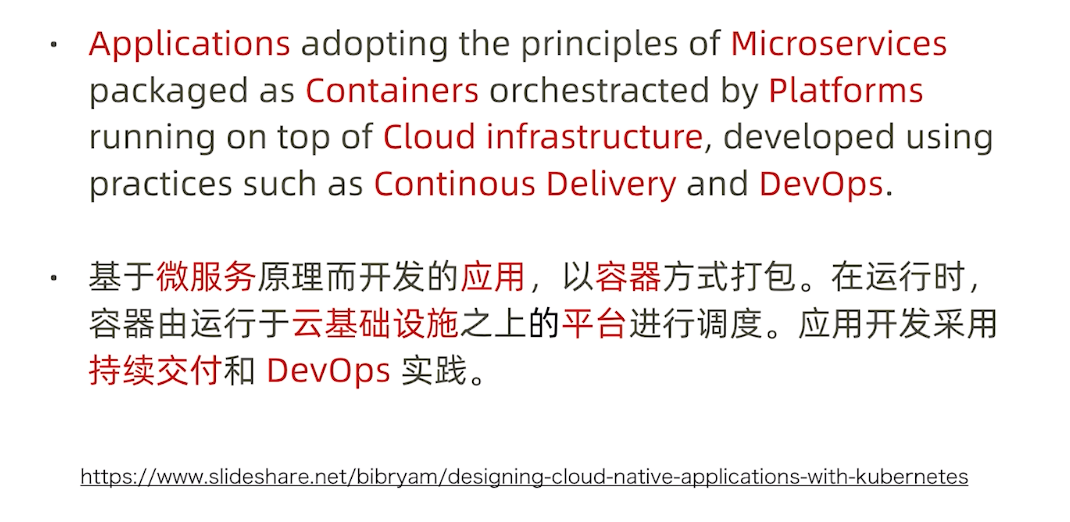 · Applications adopting the principles of Microservices
packaged as Containers orchestracted by Platforms
running on top of Cloud infrastructure, developed using
practices such as Continous Delivery and DevOps.
· 基于微服务原理而开发的应用，以容器方式打包。在运行时，
容器由运行于云基础设施之上的平台进行调度。应用开发采用
持续交付和 DevOps 实践。
https://www.slideshare.net/bibryam/designing-cloud-native-applications-with-kubernetes